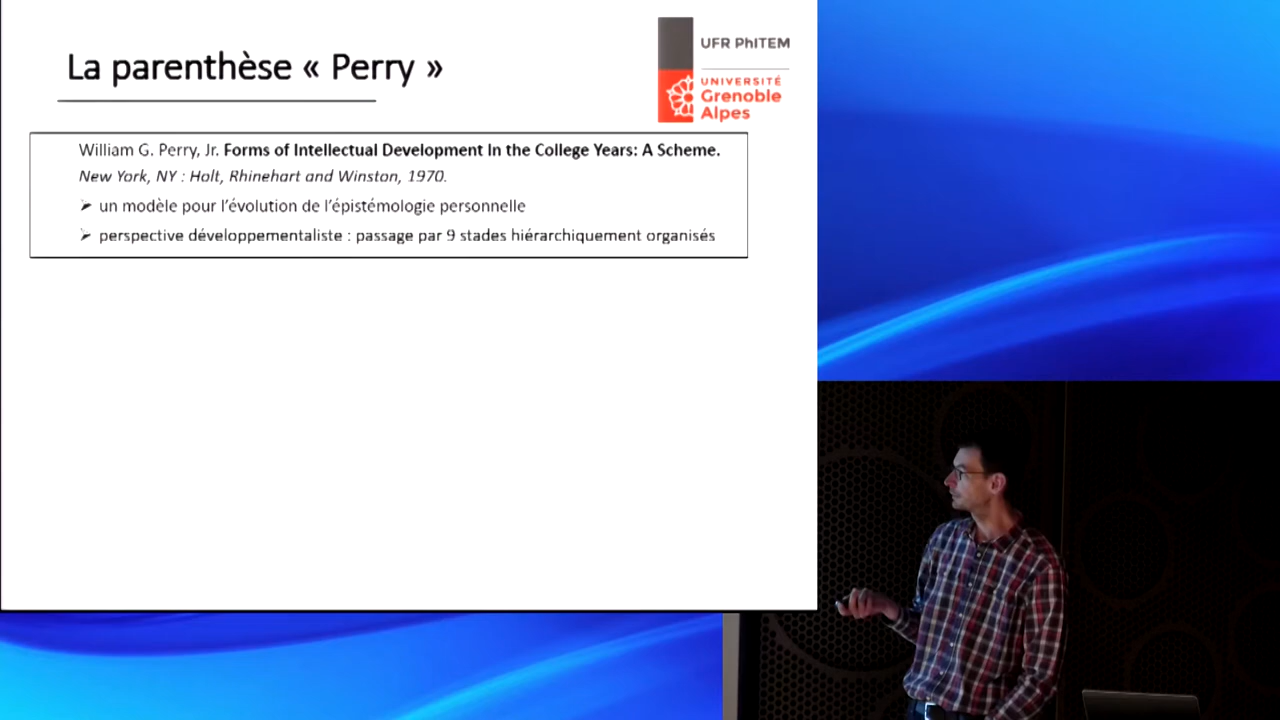 La parenthèse « Perry »
UFR PhITEM
UNIVERSITÉ
Grenoble
Alpes
William G. Perry, Jr. Forms of Intellectual Development In the College Years: A Scheme.
New York, NY : Holt, Rhinehart and Winston, 1970.
➢ un modèle pour l’évolution de l’épistémologie personnelle
➢ perspective développementaliste : passage par 9 stades hiérarchiquement organisés